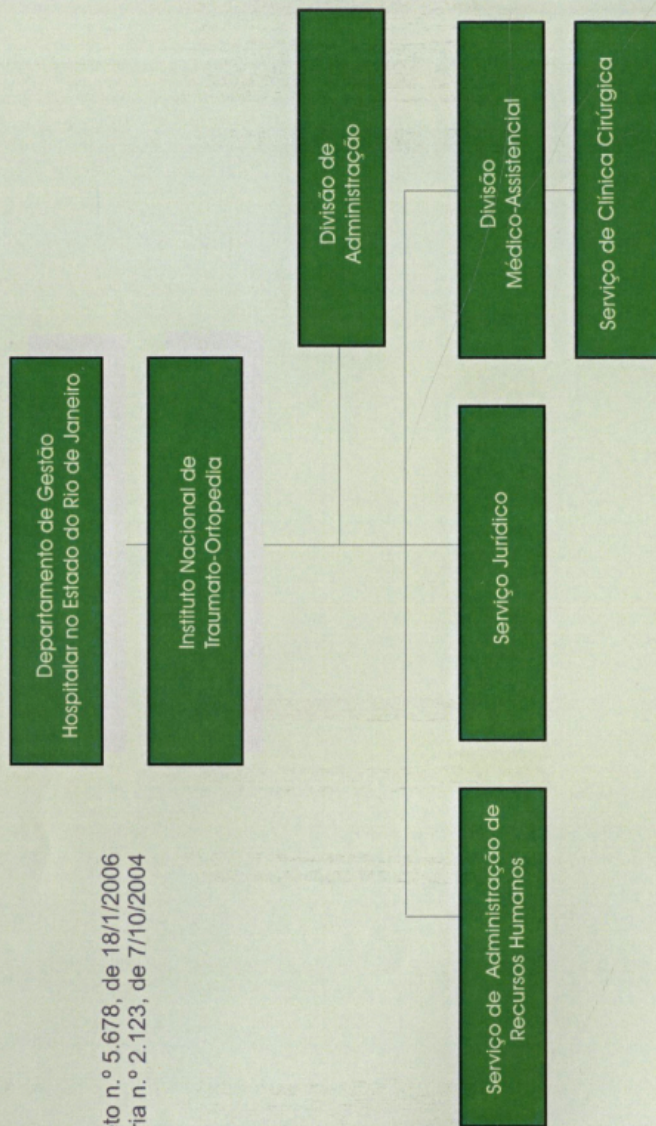 Departamento de Gestão
Hospitalar no Estado do Rio de Janeiro
Instituto Nacional de
Traumato-Ortopedia
to n.º 5.678, de 18/1/2006
ria n.º 2.123, de 7/10/2004
Divisão de
Administração
Serviço de Administração de
Recursos Humanos
Serviço Jurídico
Divisão
Médico-Assistencial
Serviço de Clínica Cirúrgica